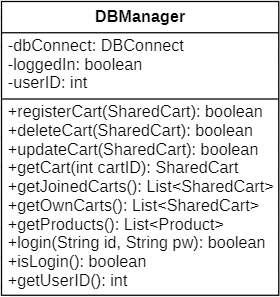 DBManager
-dbConnect: DBConnect
-loggedIn: boolean
-userID: int
+registerCart(SharedCart): boolean
+deleteCart(SharedCart): boolean
+updateCart(SharedCart): boolean
+getCart(int cartID): SharedCart
+getJoinedCarts(): List<SharedCart>
+getOwnCarts(): List<SharedCart>
+getProducts(): List<Product>
+login(String id, String pw): boolean
+isLogin(): boolean
+getUserID(): int